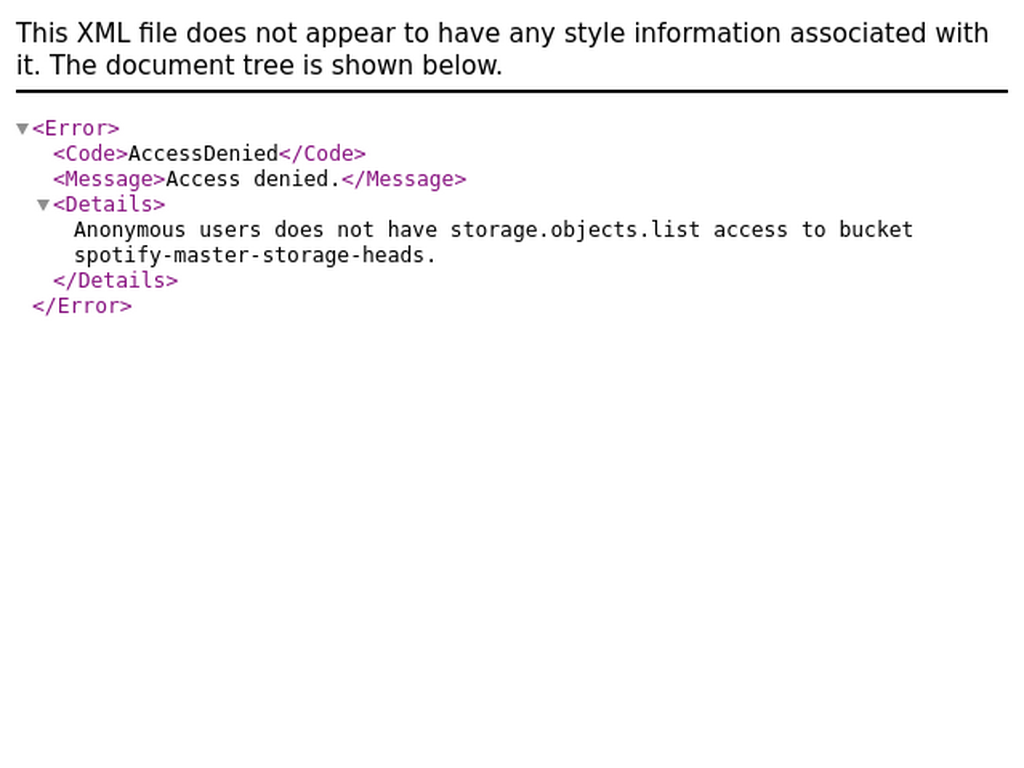 This XML file does not appear to have any style information associated with
it. The document tree is shown below.
<Error>
<Code>AccessDenied</Code>
<Message>Access denied.</Message>
<Details>
Anonymous users does not have storage.objects.list access to bucket
spotify-master-storage-heads.
</Details>
</Error>